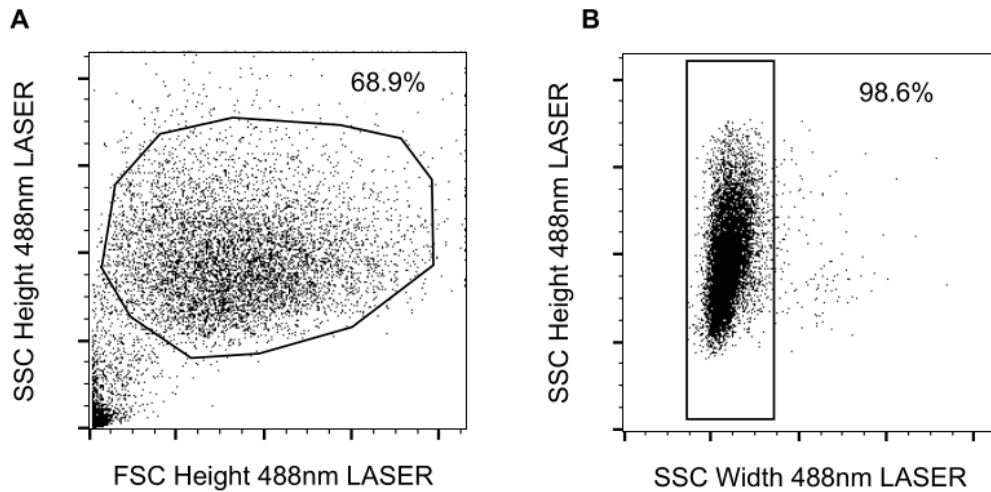 A
68.9%
SSC Height 488nm LASER
FSC Height 488nm LASER
B
98.6%
SSC Height 488nm LASER
SSC Width 488nm LASER